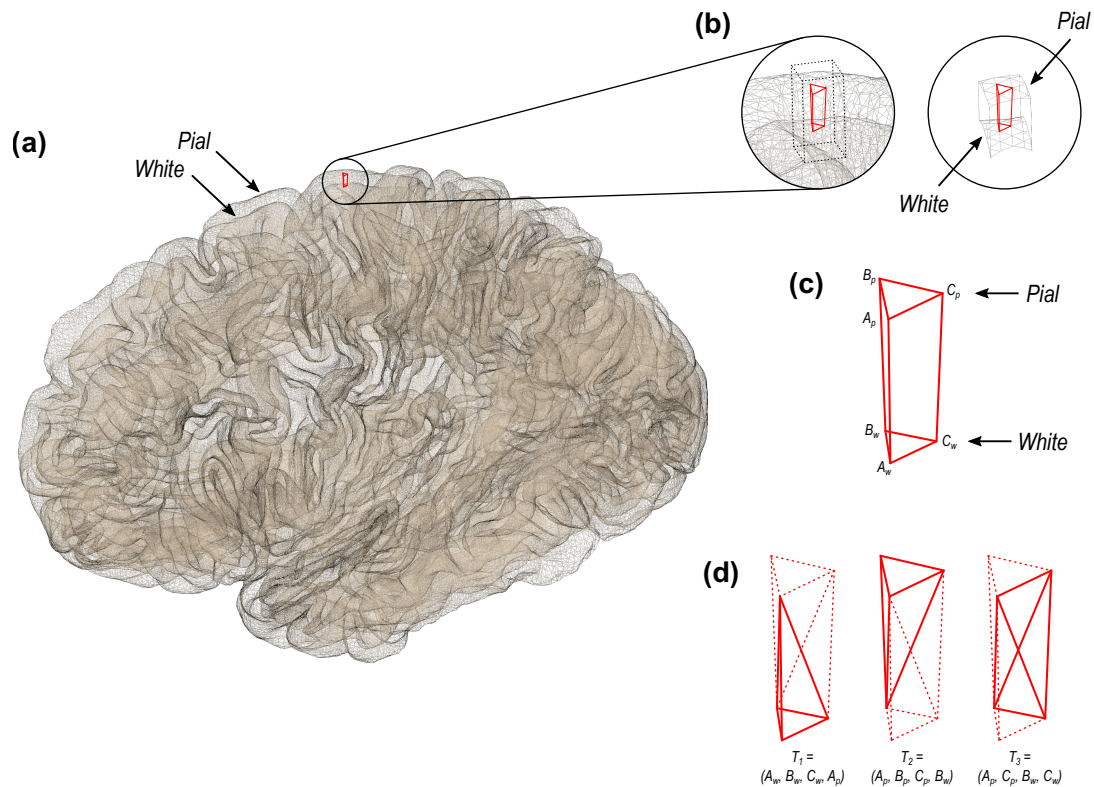 (a)
Pial
White
(b)
Pial
White
(c)
B_p
C_p
A_p
Pial
B_w
C_w
A_w
White
(d)
T_1 =
(A_w, B_w, C_w, A_p)
T_2 =
(A_p, B_p, C_p, B_w)
T_3 =
(A_p, C_p, B_w, C_w)